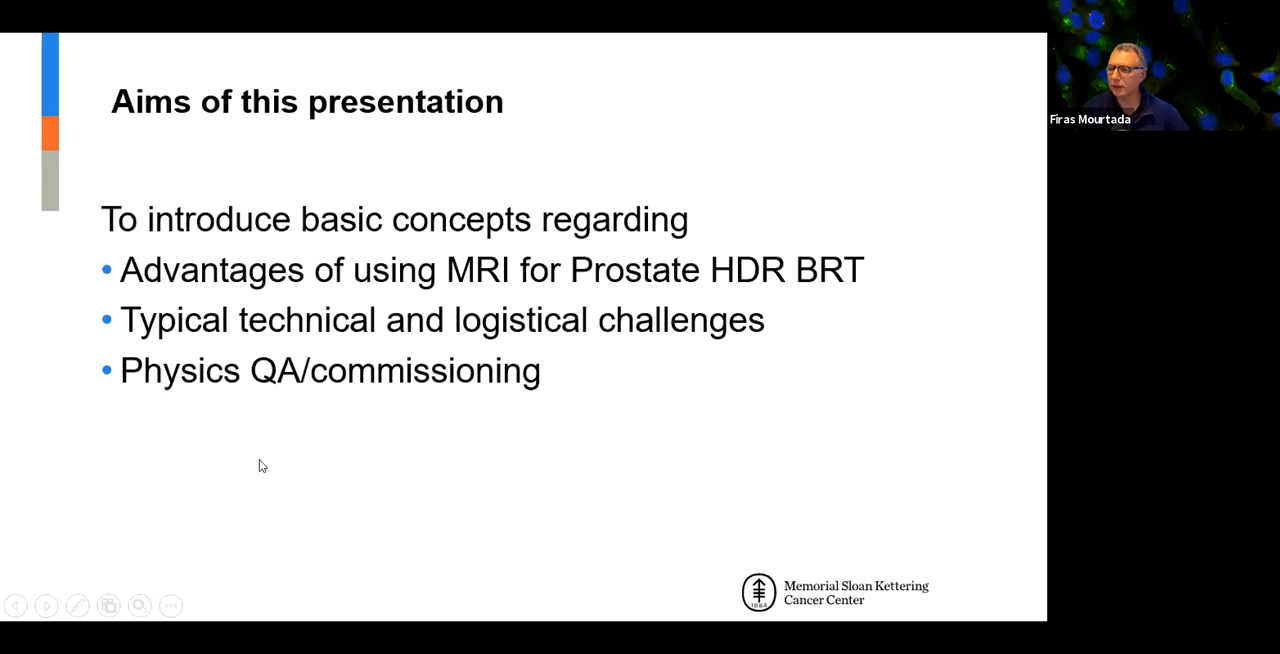 Aims of this presentation
To introduce basic concepts regarding
• Advantages of using MRI for Prostate HDR BRT
• Typical technical and logistical challenges
• Physics QA/commissioning
1884
Memorial Sloan Kettering
Cancer Center
Firas Mourtada